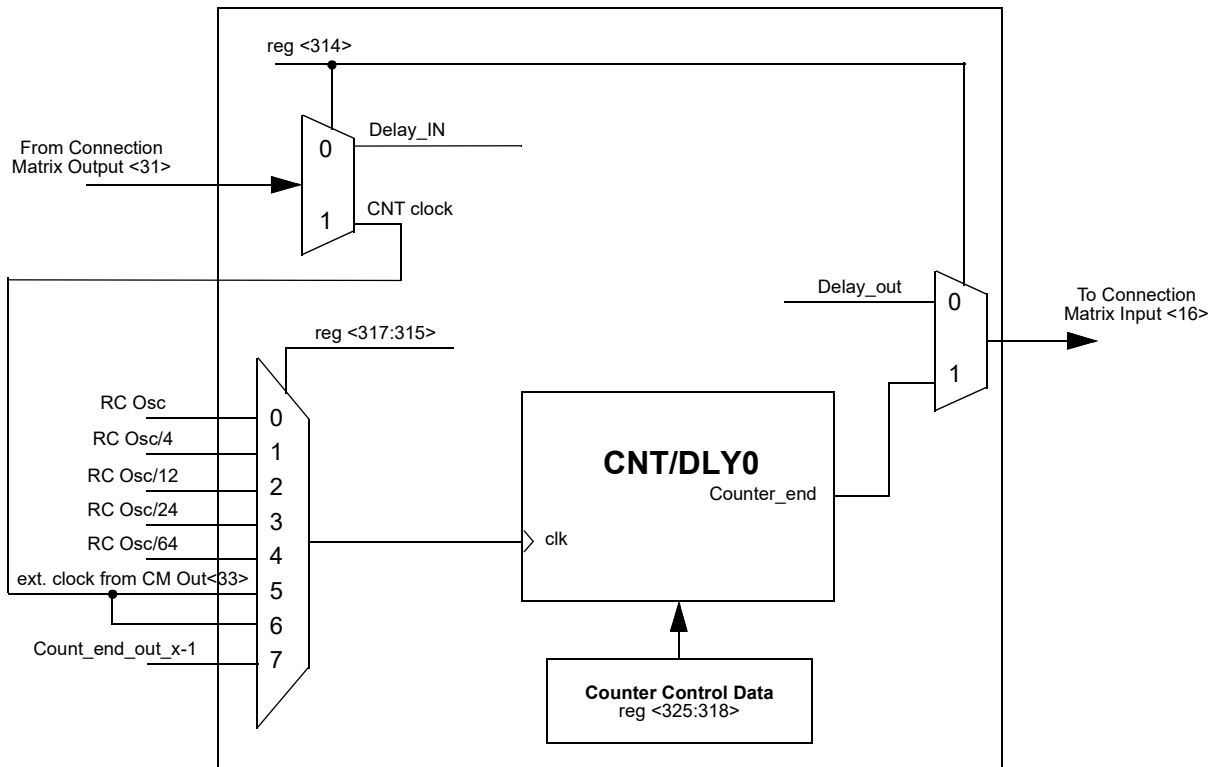 reg <314>
0
Delay_IN
From Connection
Matrix Output <31>
1
CNT clock
Delay_out
0
To Connection
Matrix Input <16>
1
reg <317:315>
RC Osc
0
RC Osc/4
1
RC Osc/12
2
RC Osc/24
3
RC Osc/64
4
ext. clock from CM Out<33>
5
6
Count_end_out_x-1
7
CNT/DLY0
Counter_end
clk
Counter Control Data
reg <325:318>